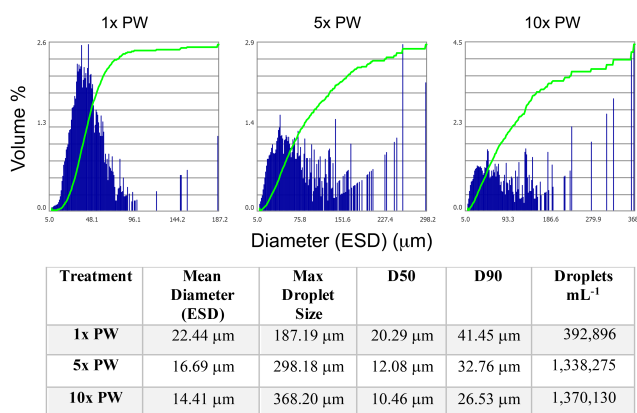 1x PW 5x PW 10x PW
2.6 2.9 4.5
1.3 1.4 2.3
0.0 0.0 0.0
5.0 48.1 96.1 144.2 187.2 5.0 75.8 151.6 227.4 298.2 5.0 93.3 186.6 279.9 368
Volume %
Diameter (ESD) (μm)
Treatment Mean Diameter (ESD) Max Droplet Size D50 D90 Droplets mL-1
1x PW 22.44 μm 187.19 μm 20.29 μm 41.45 μm 392,896
5x PW 16.69 μm 298.18 μm 12.08 μm 32.76 μm 1,338,275
10x PW 14.41 μm 368.20 μm 10.46 μm 26.53 μm 1,370,130